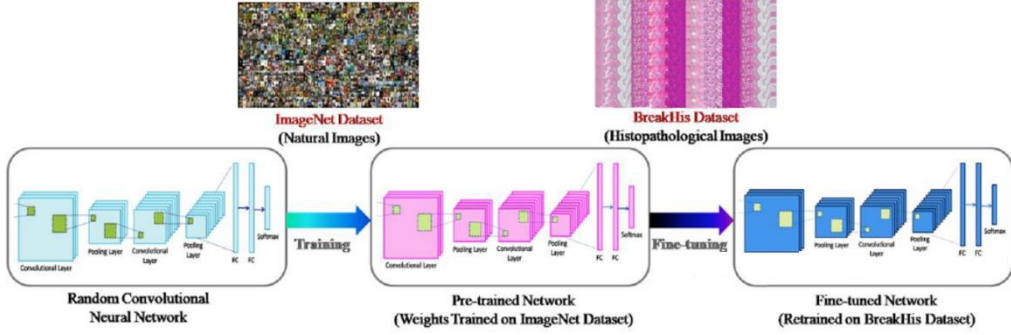 ImageNet Dataset
(Natural Images)
BreakHis Dataset
(Histopathological Images)
Convolutional Layer
Pooling Layer
Convolutional
Layer
Pooling
Layer
FC
FC
Softmax
Training
Convolutional Layer
Pooling Layer
Convolutional
Layer
Pooling
Layer
FC
FC
Softmax
Fine-tuning
Pooling Layer
Convolutional
Layer
Pooling
Layer
FC
FC
Softmax
Random Convolutional
Neural Network
Pre-trained Network
(Weights Trained on ImageNet Dataset)
Fine-tuned Network
(Retrained on BreakHis Dataset)